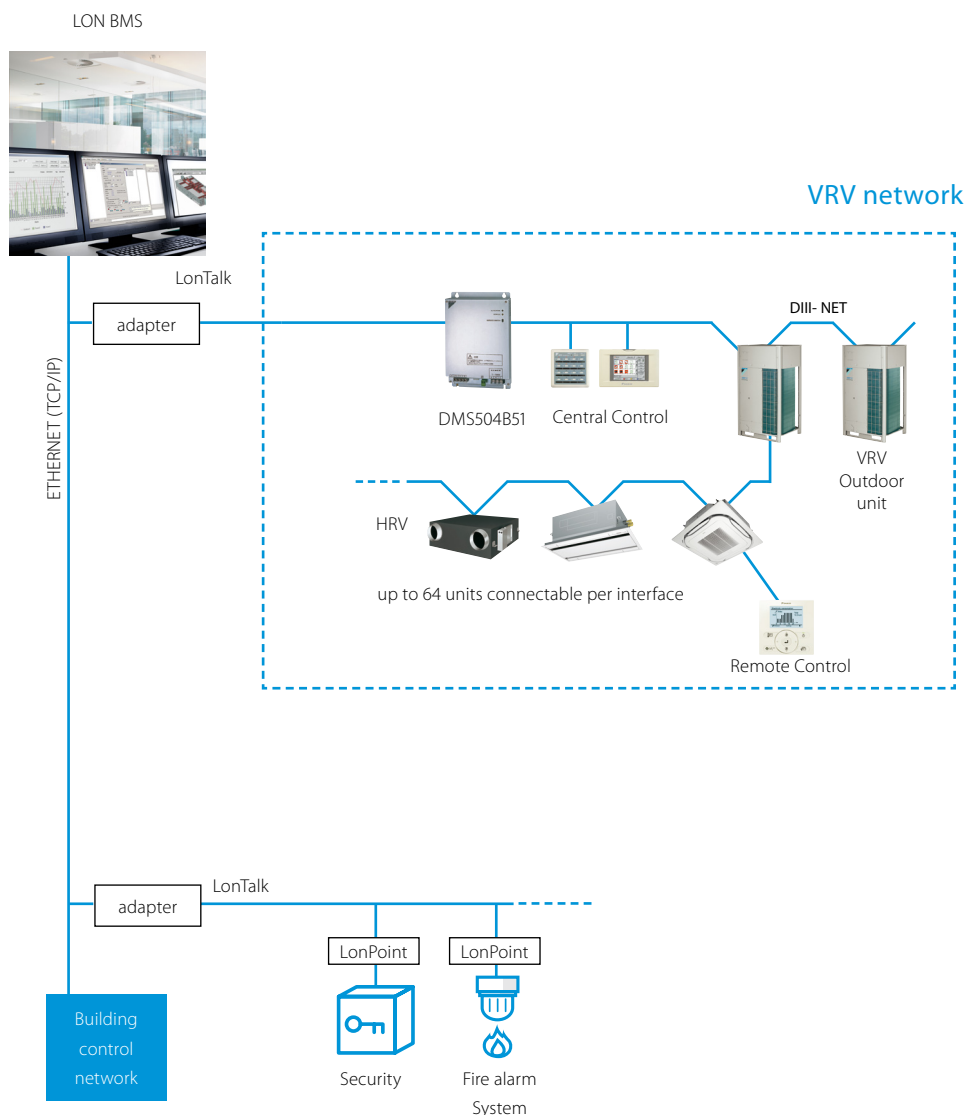 LON BMS
VRV network
LonTalk
adapter
DIII- NET
ETHERNET (TCP/IP)
DMS504B51
Central Control
VRV
Outdoor
unit
HRV
up to 64 units connectable per interface
Remote Control
LonTalk
adapter
LonPoint
LonPoint
Building
control
network
Security
Fire alarm
System